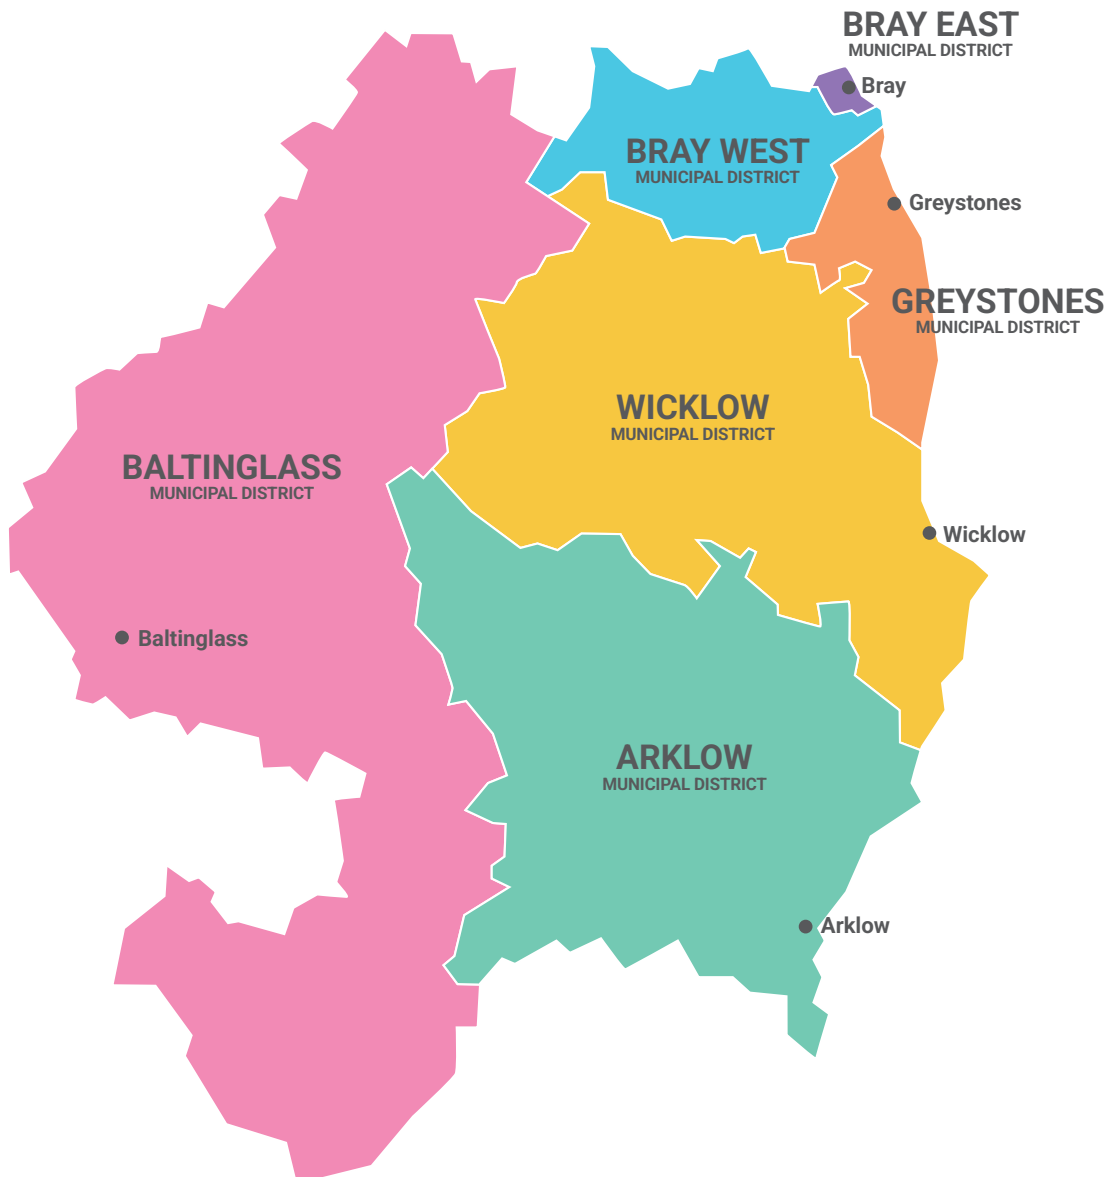 BRAY EAST
MUNICIPAL DISTRICT
Bray
BRAY WEST
MUNICIPAL DISTRICT
Greystones
GREYSTONES
MUNICIPAL DISTRICT
WICKLOW
MUNICIPAL DISTRICT
BALTINGLASS
MUNICIPAL DISTRICT
Wicklow
Baltinglass
ARKLOW
MUNICIPAL DISTRICT
Arklow